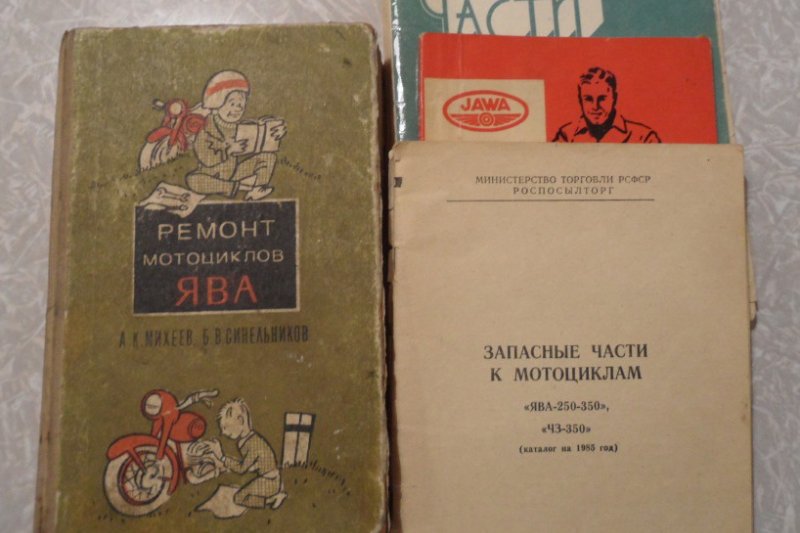 РЕМОНТ
МОТОЦИКЛОВ
ЯВА
А.К.МИХЕЕВ, Б.В.СИНЕЛЬНИКОВ
ЧАСТИ
JAWA
МИНИСТЕРСТВО ТОРГОВЛИ РСФСР
РОСПОСЫЛТОРГ
ЗАПАСНЫЕ ЧАСТИ
К МОТОЦИКЛАМ
«ЯВА-250-350»,
«ЧЗ-350»
(каталог на 1985 год)